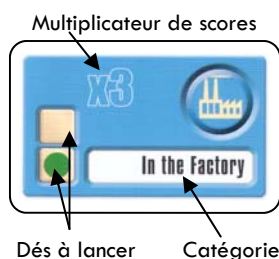 Multiplicateur de scores
x3
In the Factory
Dés à lancer
Catégorie